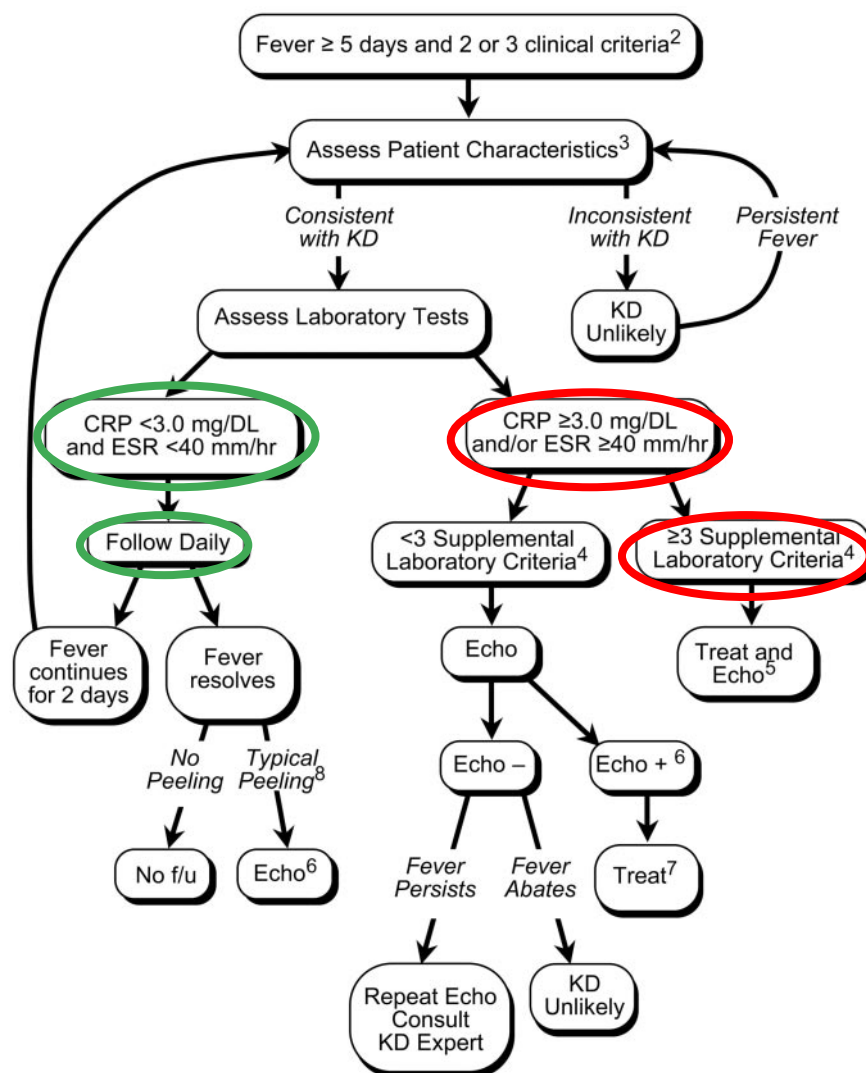 Fever ≥ 5 days and 2 or 3 clinical criteria2
Assess Patient Characteristics3
Consistent
with KD
Inconsistent
with KD
Persistent
Fever
Assess Laboratory Tests
KD
Unlikely
CRP <3.0 mg/DL
and ESR <40 mm/hr
CRP ≥3.0 mg/DL
and/or ESR ≥40 mm/hr
Follow Daily
<3 Supplemental
Laboratory Criteria4
≥3 Supplemental
Laboratory Criteria4
Fever
continues
for 2 days
Fever
resolves
Echo
Treat and
Echo5
No
Peeling
Typical
Peeling8
Echo –
Echo + 6
No f/u
Echo6
Fever
Persists
Fever
Abates
Treat7
Repeat Echo
Consult
KD Expert
KD
Unlikely